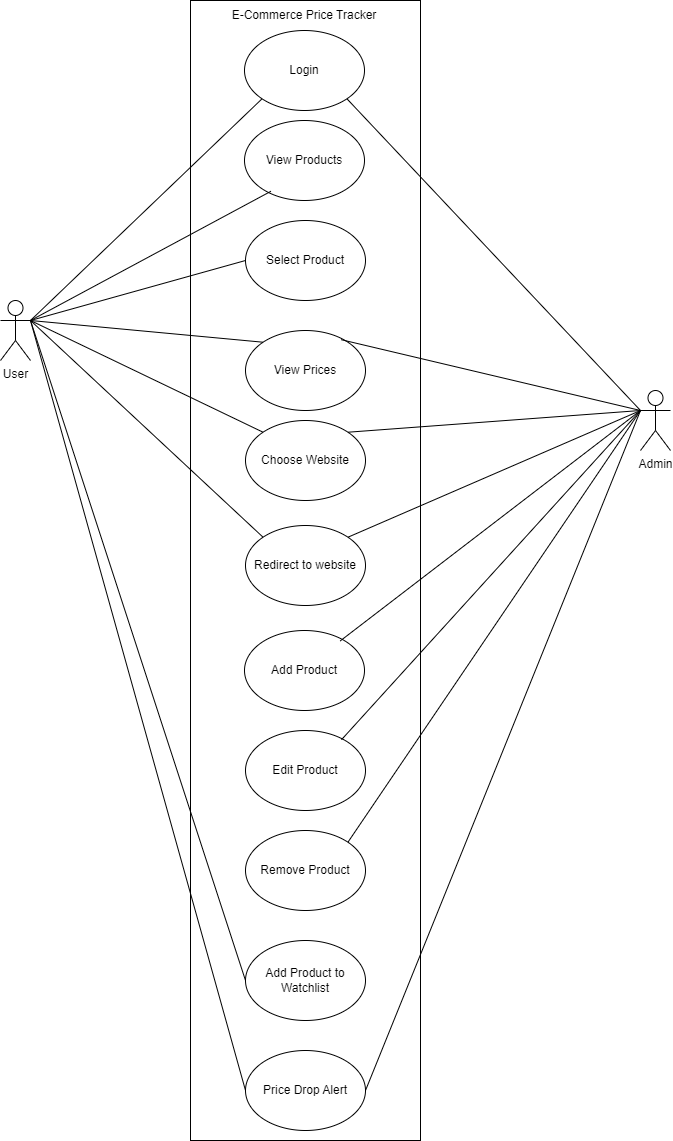 E-Commerce Price Tracker
Login
View Products
Select Product
User
View Prices
Choose Website
Admin
Redirect to website
Add Product
Edit Product
Remove Product
Add Product to
Watchlist
Price Drop Alert